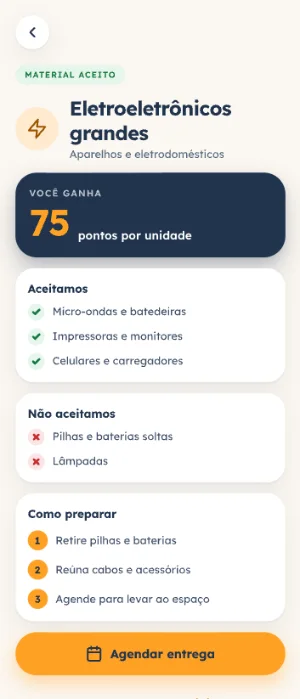 MATERIAL ACEITO
Eletroeletrônicos
grandes
Aparelhos e eletrodomésticos
VOCÊ GANHA
75 pontos por unidade
Aceitamos
Micro-ondas e batedeiras
Impressoras e monitores
Celulares e carregadores
Não aceitamos
Pilhas e baterias soltas
Lâmpadas
Como preparar
1 Retire pilhas e baterias
2 Reúna cabos e acessórios
3 Agende para levar ao espaço
Agendar entrega